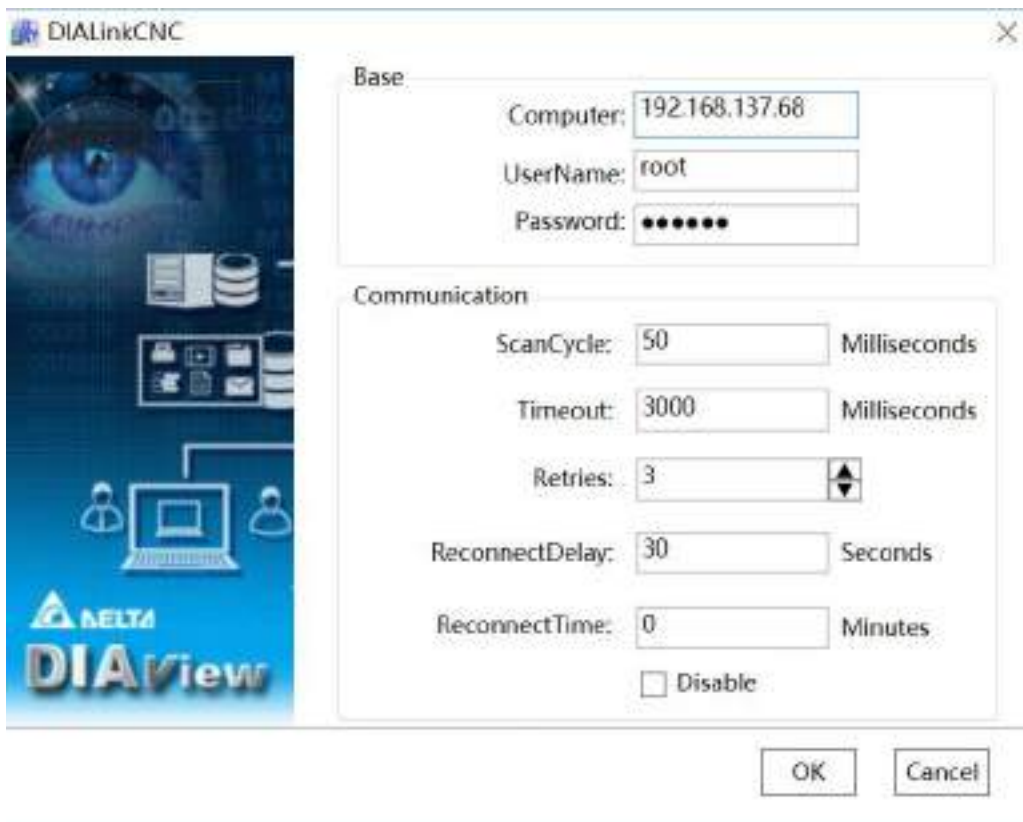 DIALinkCNC
Base
Computer: 192.168.137.68
UserName: root
Password: ●●●●●●
Communication
ScanCycle: 50 Milliseconds
Timeout: 3000 Milliseconds
Retries: 3
ReconnectDelay: 30 Seconds
ReconnectTime: 0 Minutes
Disable
DELTA
DIAView
OK Cancel